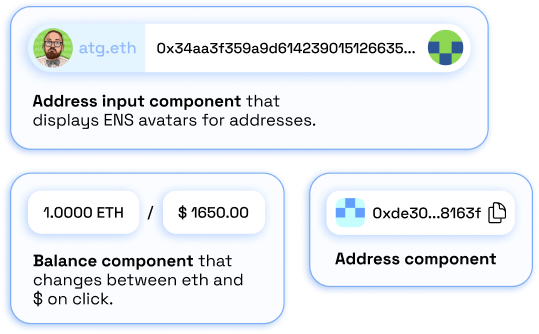 atg.eth 0x34aa3f359a9d614239015126635...
Address input component that
displays ENS avatars for addresses.
1.0000 ETH / $ 1650.00
Balance component that
changes between eth and
$ on click.
0xde30...8163f
Address component